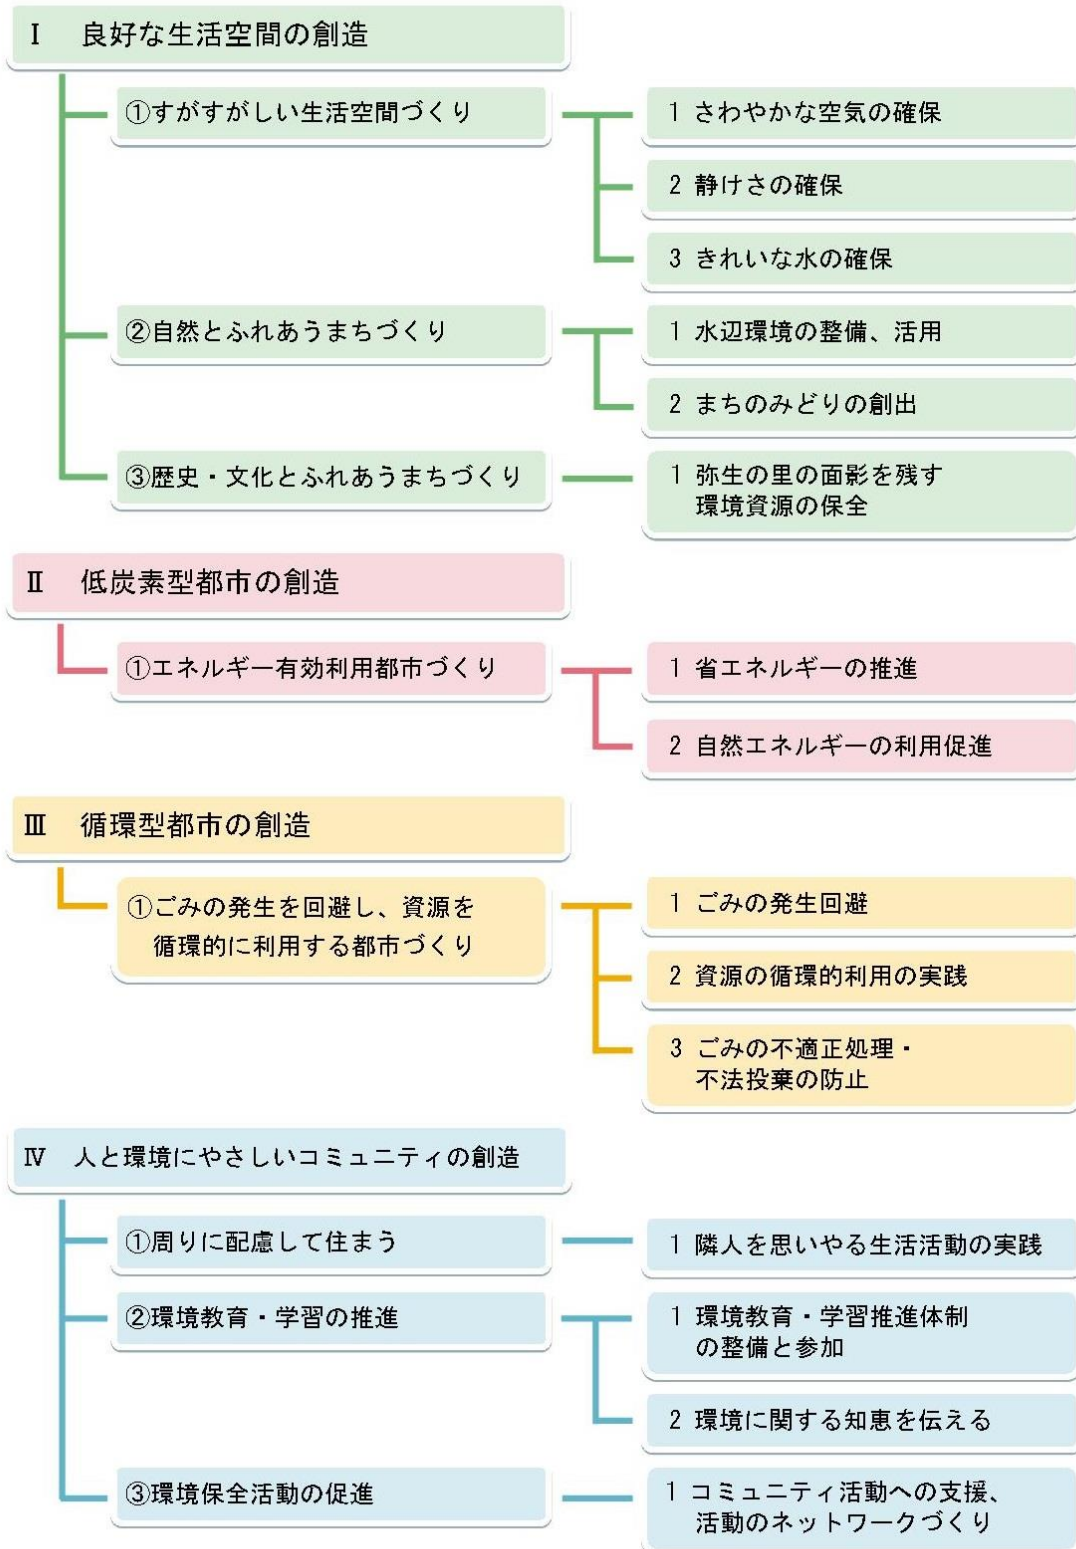 Ⅰ 良好な生活空間の創造
①すがすがしい生活空間づくり
1 さわやかな空気の確保
2 静けさの確保
3 きれいな水の確保
②自然とふれあうまちづくり
1 水辺環境の整備、活用
2 まちのみどりの創出
③歴史・文化とふれあうまちづくり
1 弥生の里の面影を残す
環境資源の保全
Ⅱ 低炭素型都市の創造
①エネルギー有効利用都市づくり
1 省エネルギーの推進
2 自然エネルギーの利用促進
Ⅲ 循環型都市の創造
①ごみの発生を回避し、資源を
循環的に利用する都市づくり
1 ごみの発生回避
2 資源の循環的利用の実践
3 ごみの不適正処理・
不法投棄の防止
Ⅳ 人と環境にやさしいコミュニティの創造
①周りに配慮して住まう
1 隣人を思いやる生活活動の実践
②環境教育・学習の推進
1 環境教育・学習推進体制
の整備と参加
2 環境に関する知恵を伝える
③環境保全活動の促進
1 コミュニティ活動への支援、
活動のネットワークづくり